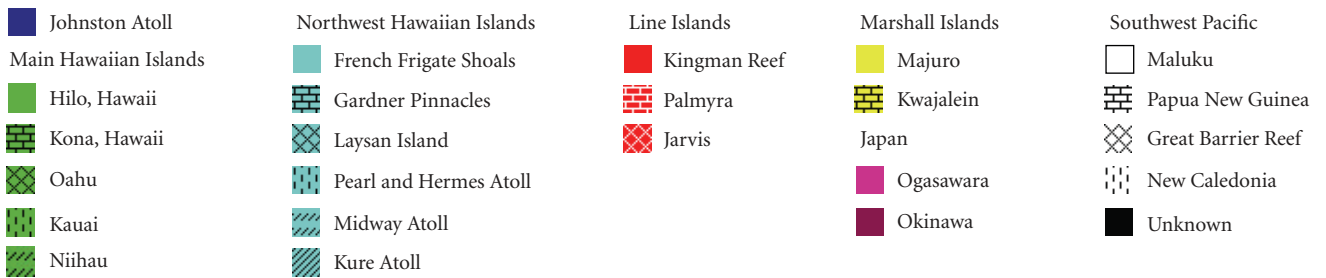 Johnston Atoll
Main Hawaiian Islands
Hilo, Hawaii
Kona, Hawaii
Oahu
Kauai
Niihau
Northwest Hawaiian Islands
French Frigate Shoals
Gardner Pinnacles
Laysan Island
Pearl and Hermes Atoll
Midway Atoll
Kure Atoll
Line Islands
Kingman Reef
Palmyra
Jarvis
Marshall Islands
Majuro
Kwajalein
Japan
Ogasawara
Okinawa
Southwest Pacific
Maluku
Papua New Guinea
Great Barrier Reef
New Caledonia
Unknown